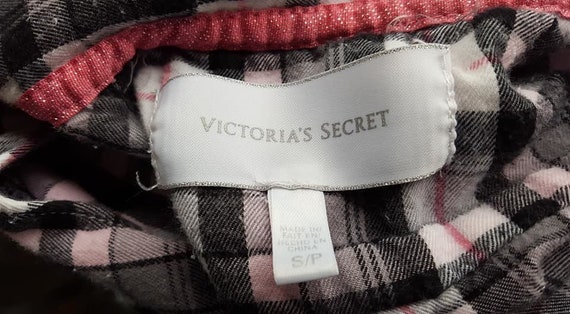 VICTORIA'S SECRET
MADE IN/
FAIT EN/
HECHO EN
CHINA
S/P